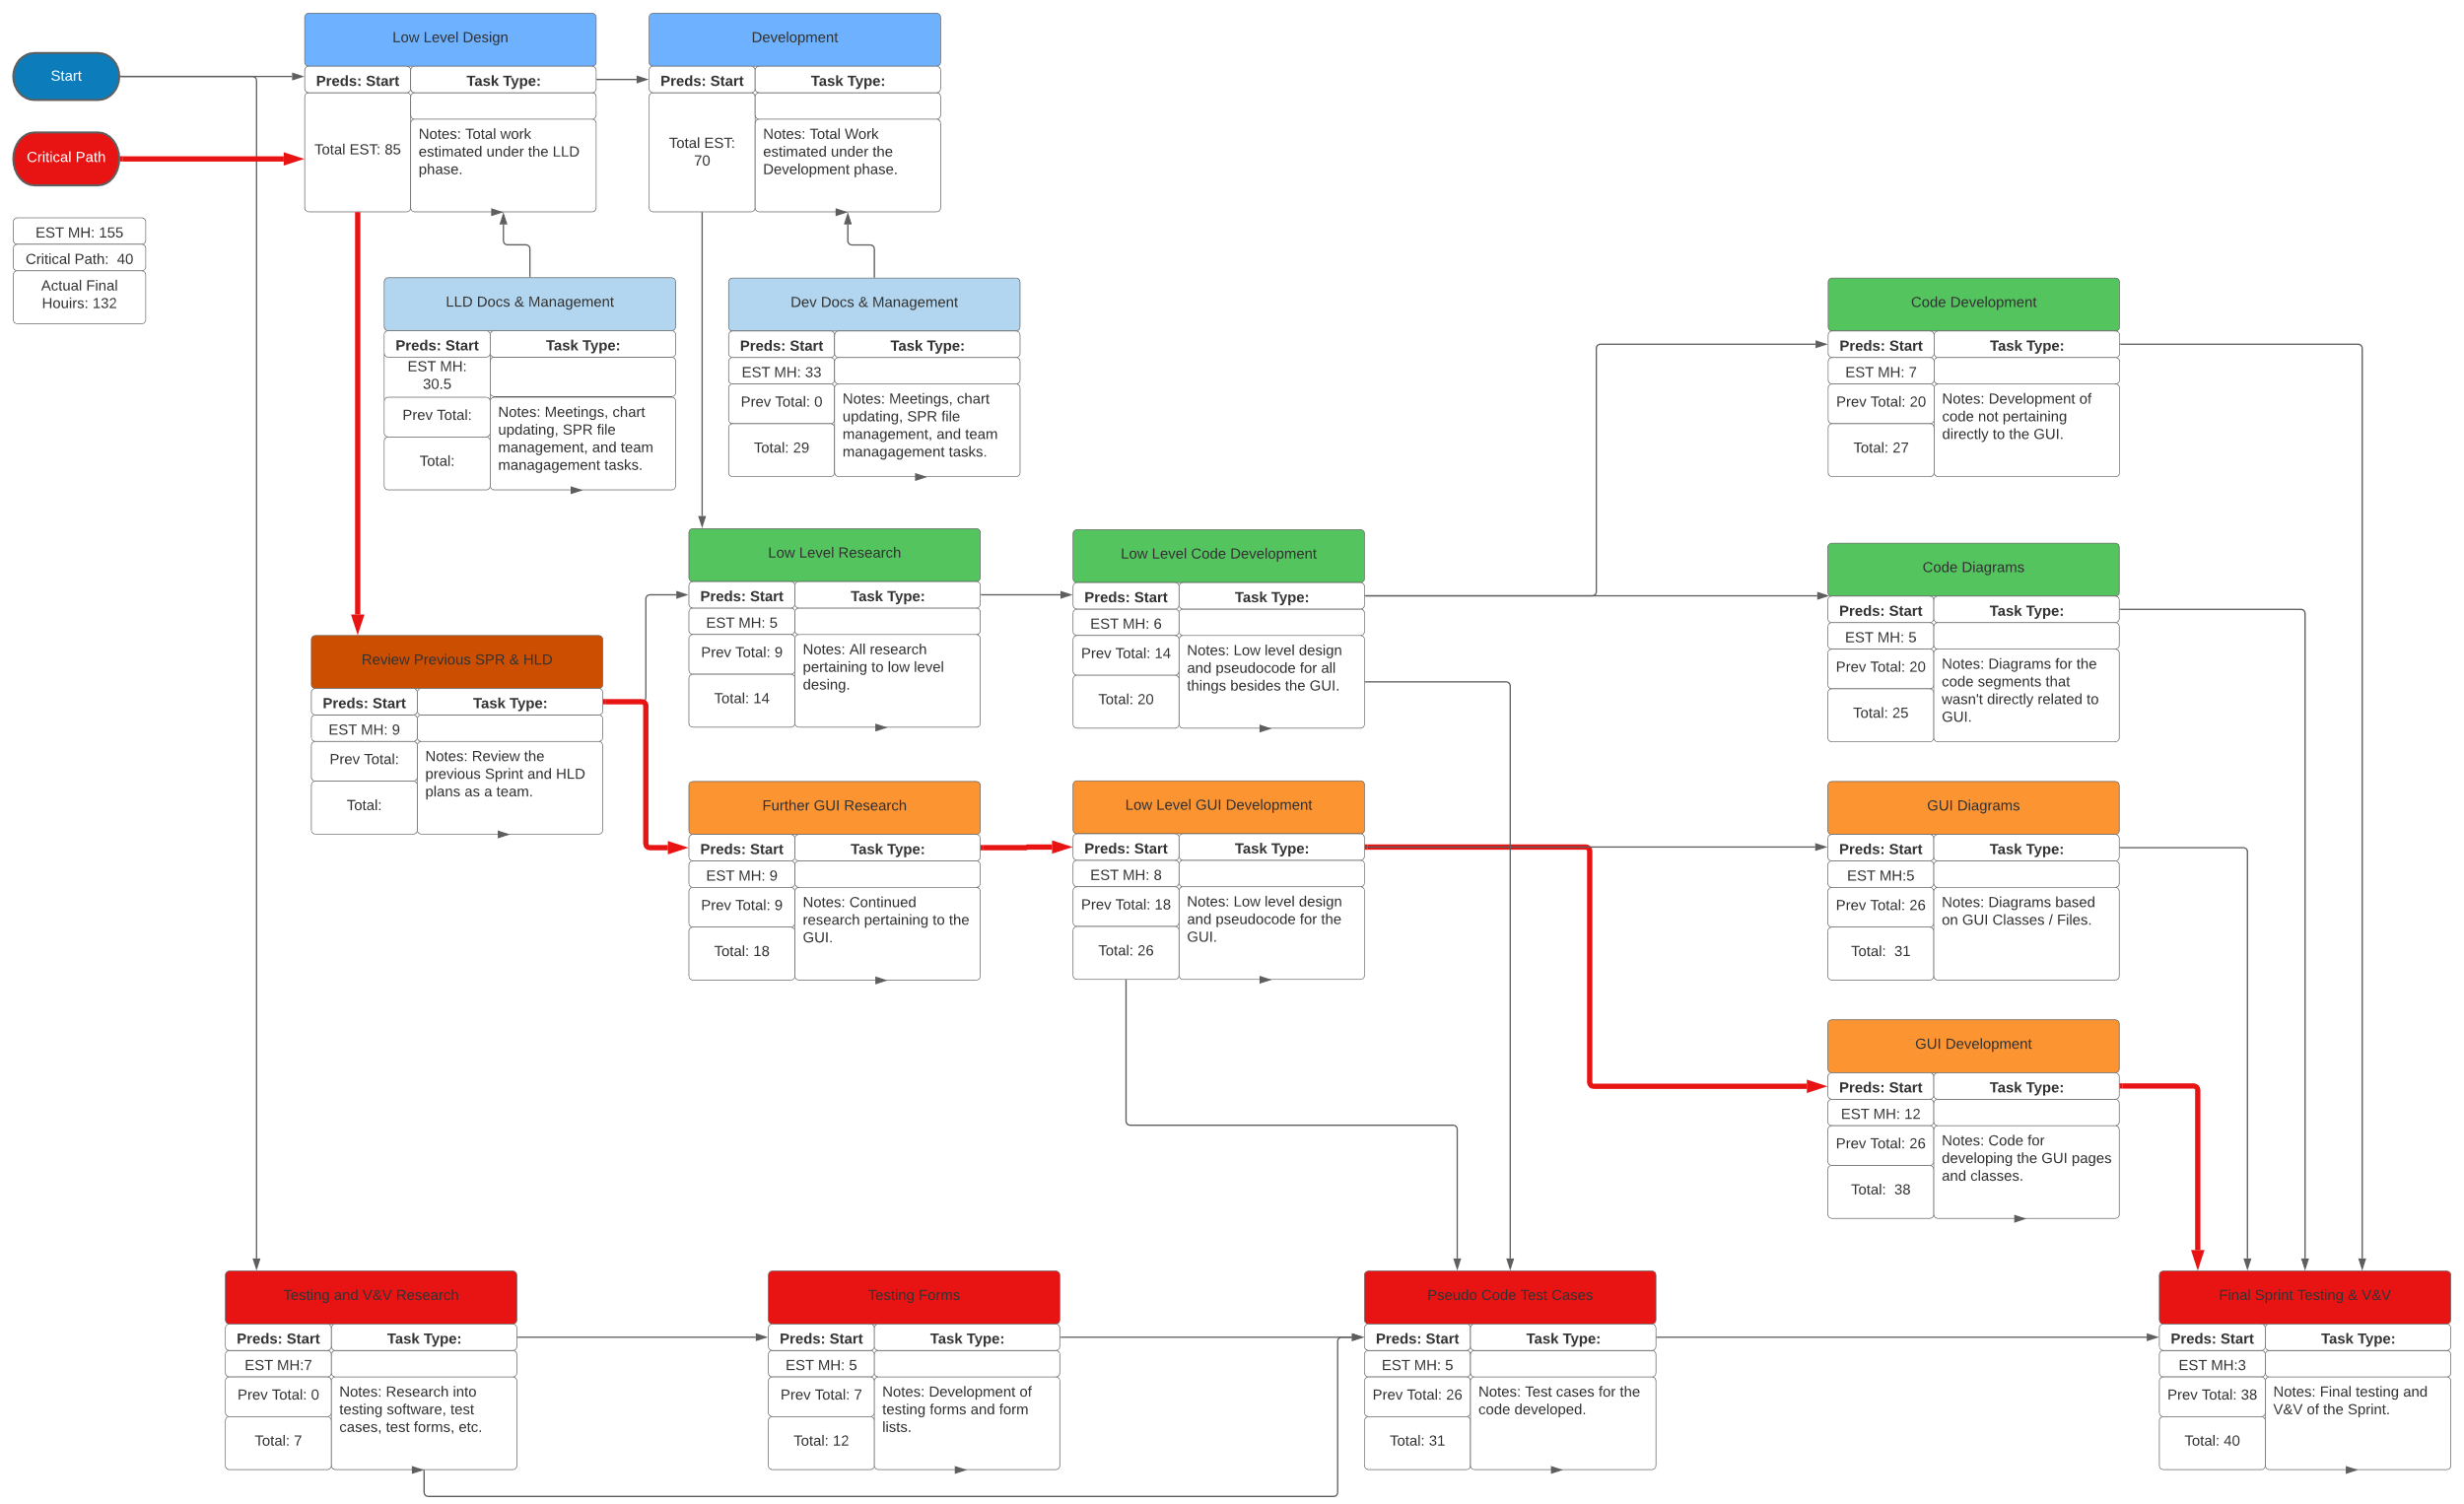 Start
Critical Path
EST MH: 155
Critical Path:  40
Actual Final
Houirs: 132
Low Level Design
Preds: Start
Task Type:
Total EST: 85
Notes: Total work
estimated under the LLD
phase.
Development
Preds: Start
Task Type:
Total EST:
70
Notes: Total Work
estimated under the
Development phase.
LLD Docs & Management
Preds: Start
Task Type:
EST MH:
30.5
Prev Total:
Total:
Notes: Meetings, chart
updating, SPR file
management, and team
managagement tasks.
Dev Docs & Management
Preds: Start
Task Type:
EST MH: 33
Prev Total: 0
Total: 29
Notes: Meetings, chart
updating, SPR file
management, and team
managagement tasks.
Code Development
Preds: Start
Task Type:
EST MH: 7
Prev Total: 20
Total: 27
Notes: Development of
code not pertaining
directly to the GUI.
Low Level Research
Preds: Start
Task Type:
EST MH: 5
Prev Total: 9
Total: 14
Notes: All research
pertaining to low level
desing.
Low Level Code Development
Preds: Start
Task Type:
EST MH: 6
Prev Total: 14
Total: 20
Notes: Low level design
and pseudocode for all
things besides the GUI.
Code Diagrams
Preds: Start
Task Type:
EST MH: 5
Prev Total: 20
Total: 25
Notes: Diagrams for the
code segments that
wasn't directly related to
GUI.
Review Previous SPR & HLD
Preds: Start
Task Type:
EST MH: 9
Prev Total:
Total:
Notes: Review the
previous Sprint and HLD
plans as a team.
Further GUI Research
Preds: Start
Task Type:
EST MH: 9
Prev Total: 9
Total: 18
Notes: Continued
research pertaining to the
GUI.
Low Level GUI Development
Preds: Start
Task Type:
EST MH: 8
Prev Total: 18
Total: 26
Notes: Low level design
and pseudocode for the
GUI.
GUI Diagrams
Preds: Start
Task Type:
EST MH:5
Prev Total: 26
Total:  31
Notes: Diagrams based
on GUI Classes / Files.
GUI Development
Preds: Start
Task Type:
EST MH: 12
Prev Total: 26
Total:  38
Notes: Code for
developing the GUI pages
and classes.
Testing and V&V Research
Preds: Start
Task Type:
EST MH:7
Prev Total: 0
Total: 7
Notes: Research into
testing software, test
cases, test forms, etc.
Testing Forms
Preds: Start
Task Type:
EST MH: 5
Prev Total: 7
Total: 12
Notes: Development of
testing forms and form
lists.
Pseudo Code Test Cases
Preds: Start
Task Type:
EST MH: 5
Prev Total: 26
Total: 31
Notes: Test cases for the
code developed.
Final Sprint Testing & V&V
Preds: Start
Task Type:
EST MH:3
Prev Total: 38
Total: 40
Notes: Final testing and
V&V of the Sprint.